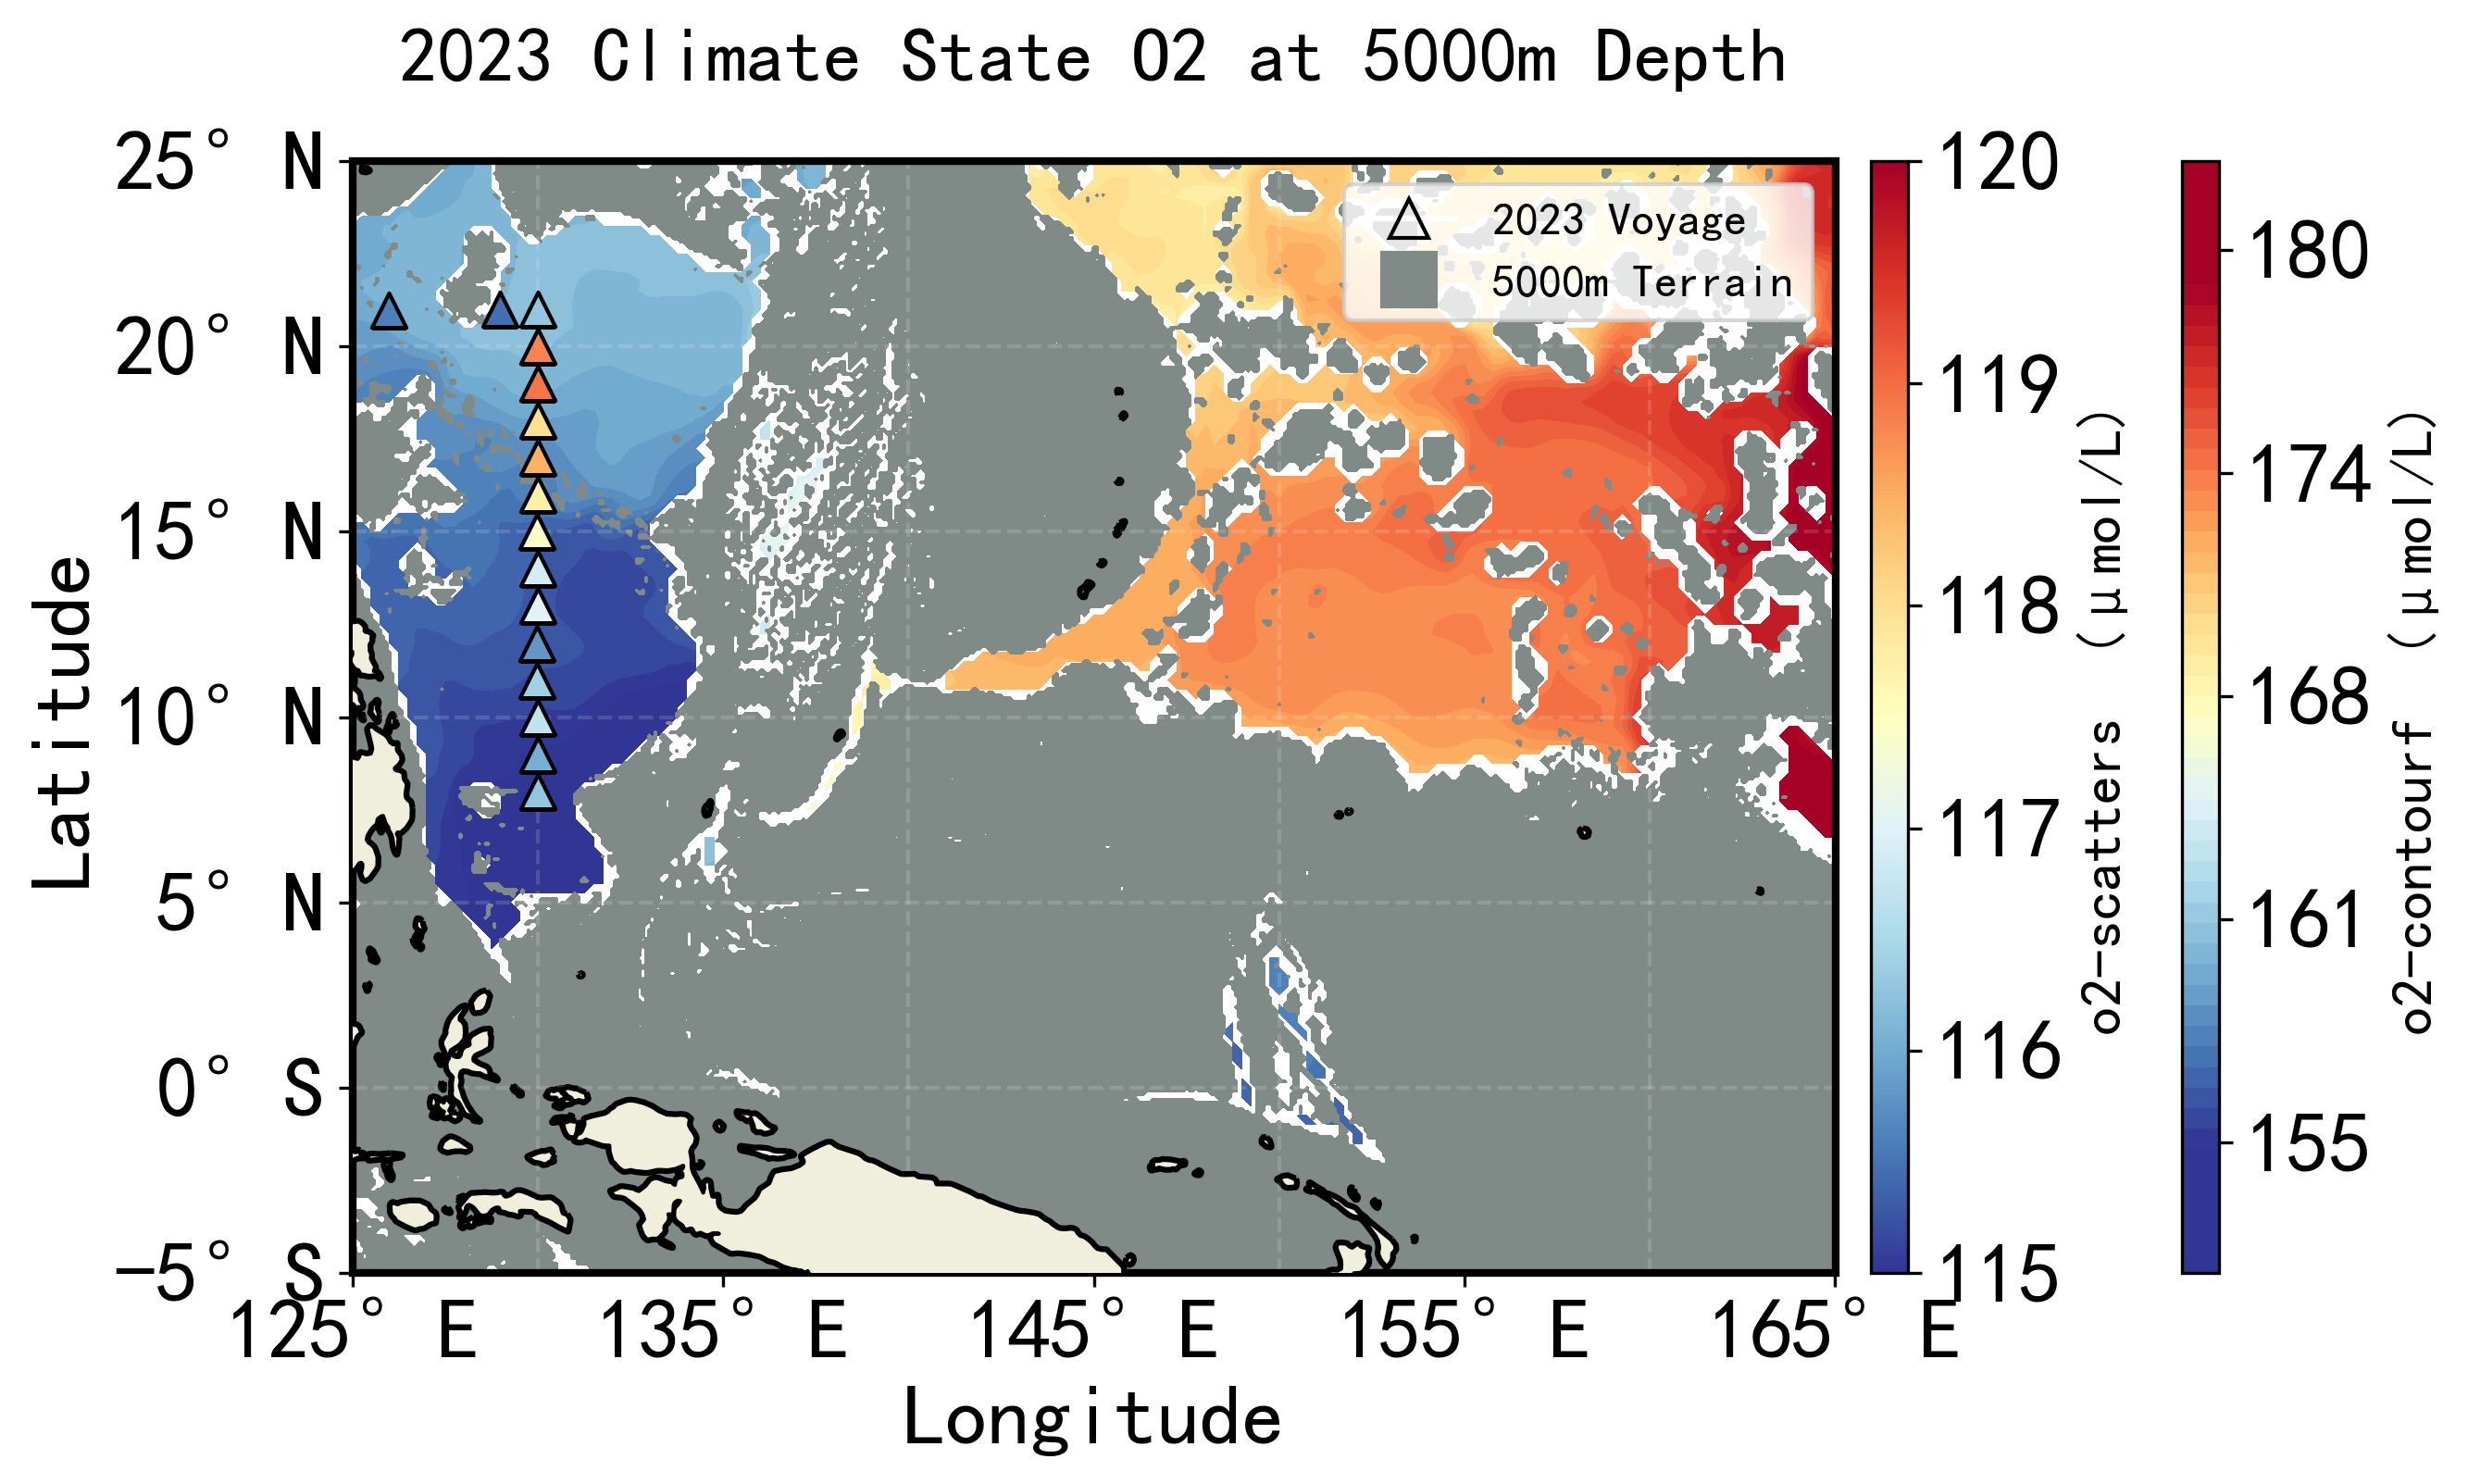 2023 Climate State O2 at 5000m Depth
25° N
20° N
15° N
10° N
5° N
0° S
-5° S
Latitude
125° E
135° E
145° E
155° E
165° E
Longitude
2023 Voyage
5000m Terrain
120
119
118
117
116
115
o2-scatters (μmol/L)
180
174
168
161
155
o2-contourf (μmol/L)